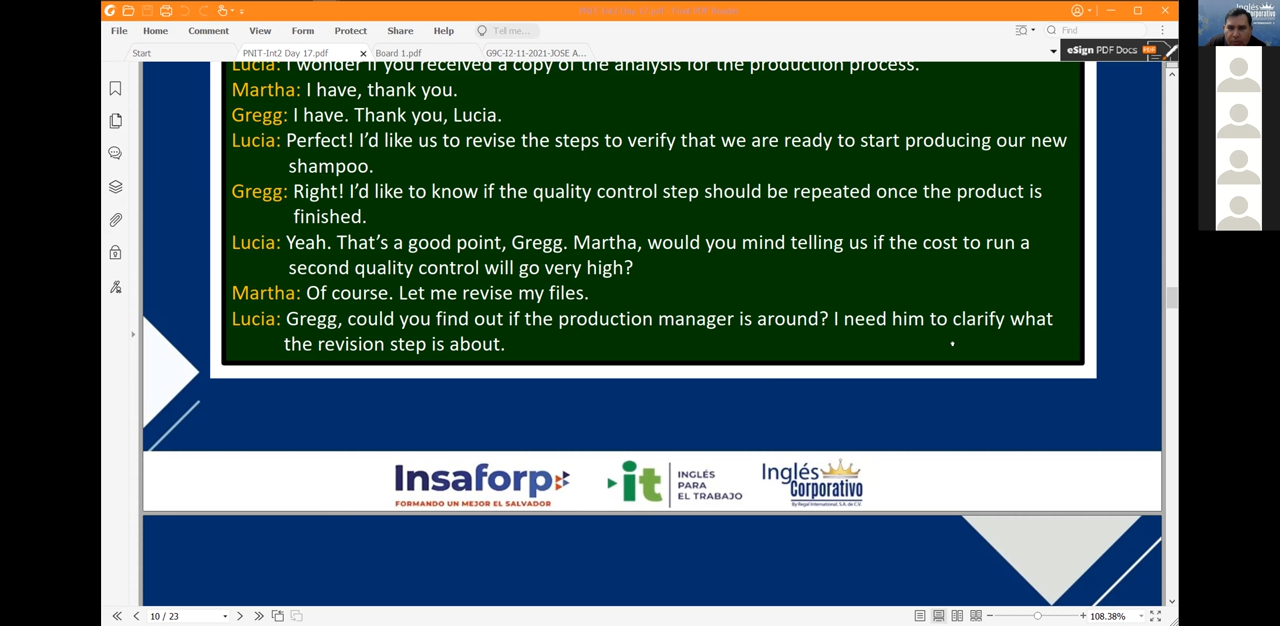 File Home Comment View Form Protect Share Help Tell me... Find
Start PNIT-Int2 Day 17.pdf Board 1.pdf G9C-I2-11-2021-JOSE A... eSign PDF Docs
Lucia: I wonder if you received a copy of the analysis for the production process.
Martha: I have, thank you.
Gregg: I have. Thank you, Lucia.
Lucia: Perfect! I'd like us to revise the steps to verify that we are ready to start producing our new
shampoo.
Gregg: Right! I'd like to know if the quality control step should be repeated once the product is
finished.
Lucia: Yeah. That's a good point, Gregg. Martha, would you mind telling us if the cost to run a
second quality control will go very high?
Martha: Of course. Let me revise my files.
Lucia: Gregg, could you find out if the production manager is around? I need him to clarify what
the revision step is about.
Insaforp
FORMANDO UN MEJOR EL SALVADOR
it
INGLÉS
PARA
EL TRABAJO
Inglés
Corporativo
By Regal International, S.A. de C.V.
10 / 23 108.38%
Inglés
Corporativo